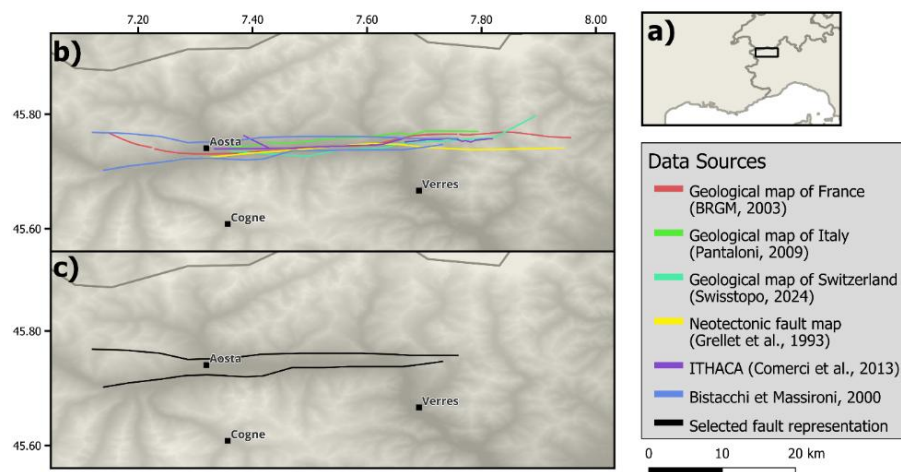 7.20 7.40 7.60 7.80 8.00
b)
45.80
Aosta
Verres
Cogne
45.60
c)
45.80
Aosta
Verres
Cogne
45.60
a)
Data Sources
Geological map of France
(BRGM, 2003)
Geological map of Italy
(Pantaloni, 2009)
Geological map of Switzerland
(Swisstopo, 2024)
Neotectonic fault map
(Grellet et al., 1993)
ITHACA (Comerci et al., 2013)
Bistacchi et Massironi, 2000
Selected fault representation
0 10 20 km